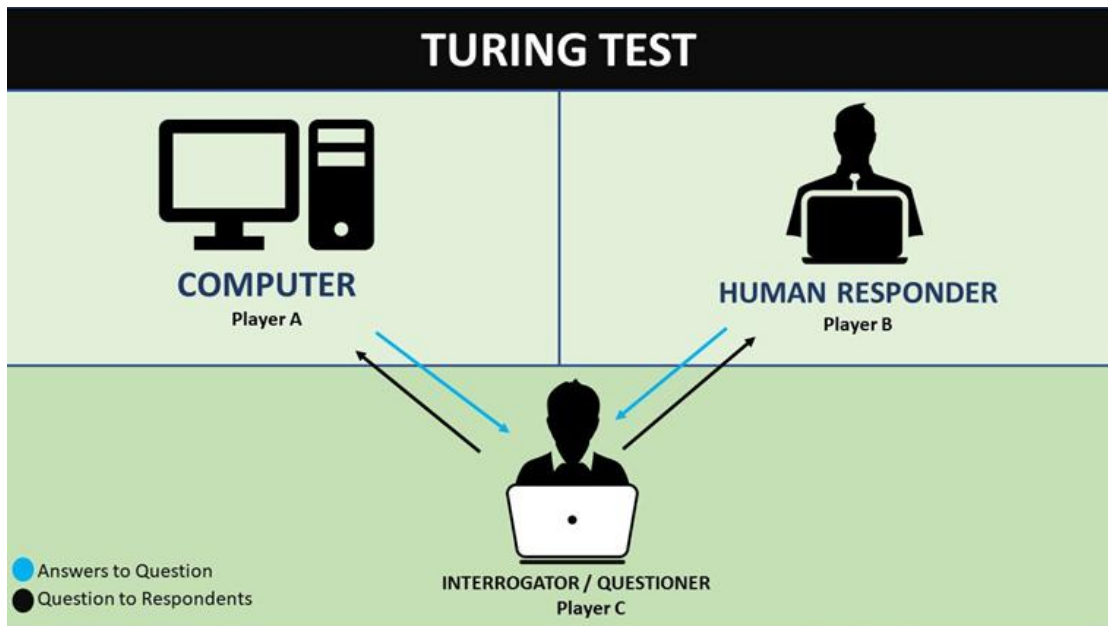 TURING TEST
COMPUTER
Player A
HUMAN RESPONDER
Player B
INTERROGATOR / QUESTIONER
Player C
Answers to Question
Question to Respondents